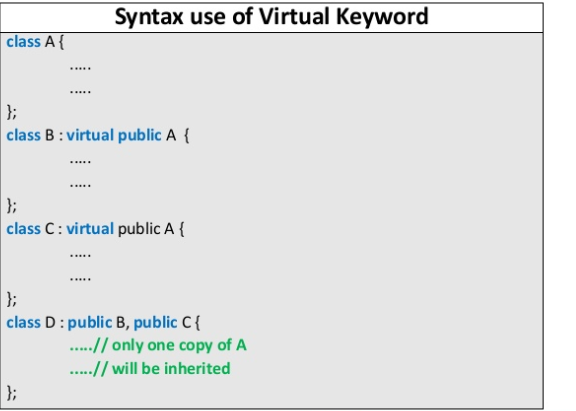 Syntax use of Virtual Keyword
class A {
.....
.....
};
class B : virtual public A {
.....
.....
};
class C : virtual public A {
.....
.....
};
class D : public B, public C {
.....// only one copy of A
.....// will be inherited
};